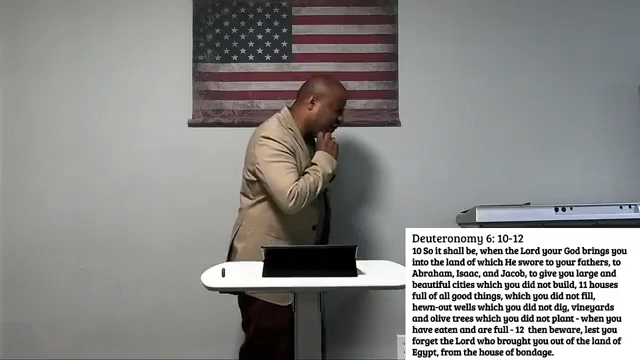 Deuteronomy 6: 10-12
10 So it shall be, when the Lord your God brings you
into the land of which He swore to your fathers, to
Abraham, Isaac, and Jacob, to give you large and
beautiful cities which you did not build, 11 houses
full of all good things, which you did not fill,
hewn-out wells which you did not dig, vineyards
and olive trees which you did not plant - when you
have eaten and are full - 12 then beware, lest you
forget the Lord who brought you out of the land of
Egypt, from the house of bondage.